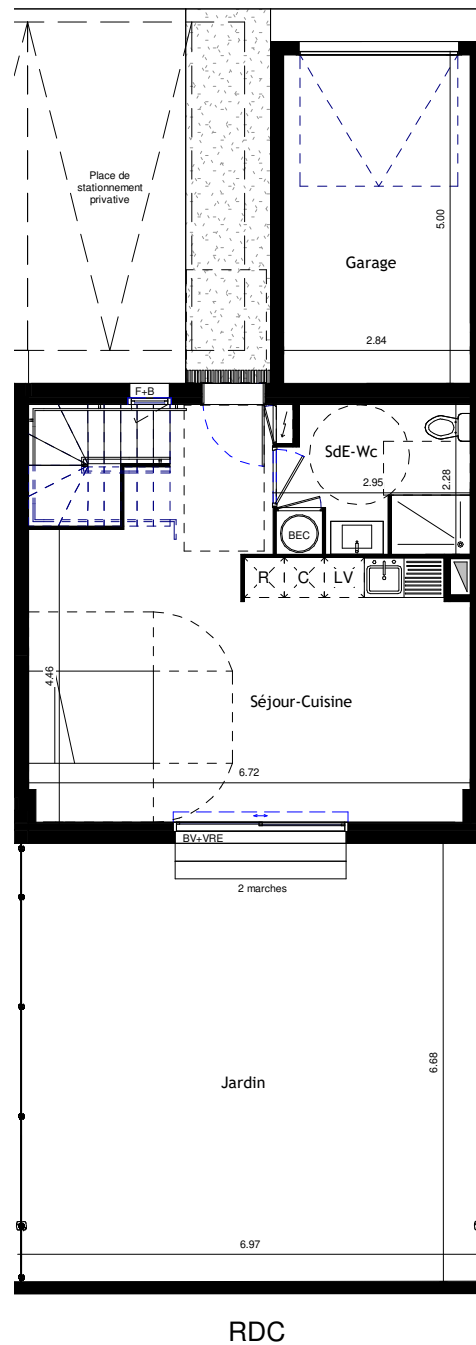 Place de
stationnement
privative
5.00
Garage
2.84
F+B
SdE-Wc
2.95
2.28
BEC
R
C
LV
4.46
Séjour-Cuisine
6.72
BV+VRE
2 marches
Jardin
6.68
6.97
RDC